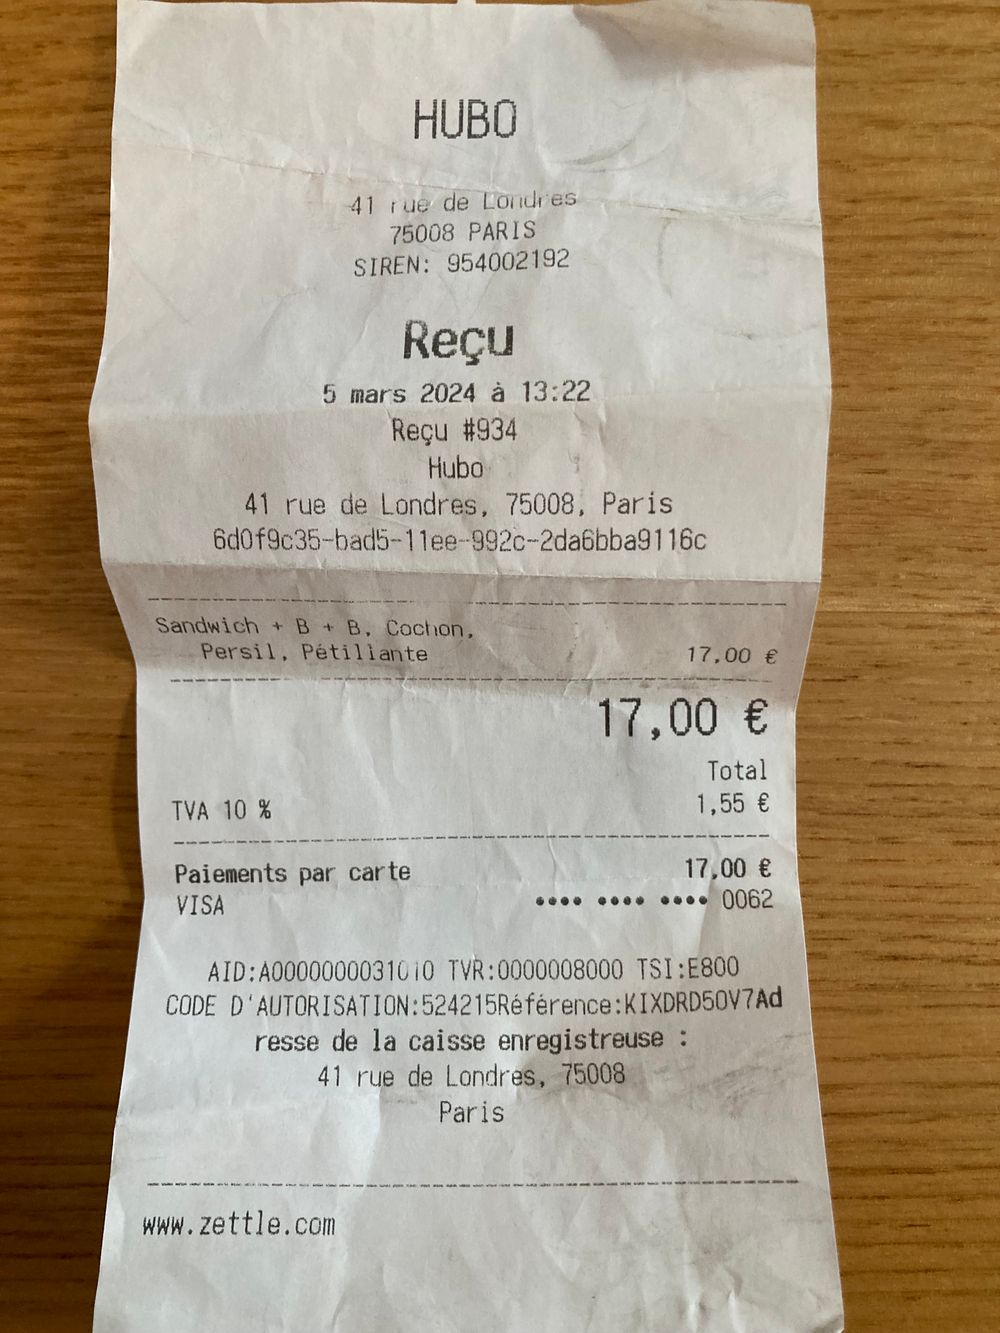 HUBO
41 rue de Londres
75008 PARIS
SIREN: 954002192
Reçu
5 mars 2024 à 13:22
Reçu #934
Hubo
41 rue de Londres, 75008, Paris
6d0f9c35-bad5-11ee-992c-2da6bba9116c
Sandwich + B + B, Cochon,
Persil, Pétillante 17,00 €
17,00 €
Total
TVA 10 % 1,55 €
Paiements par carte 17,00 €
VISA •••• •••• •••• 0062
AID:A0000000031010 TVR:0000008000 TSI:E800
CODE D'AUTORISATION:524215Référence:KIXDRD5OV7Ad
resse de la caisse enregistreuse :
41 rue de Londres, 75008
Paris
www.zettle.com